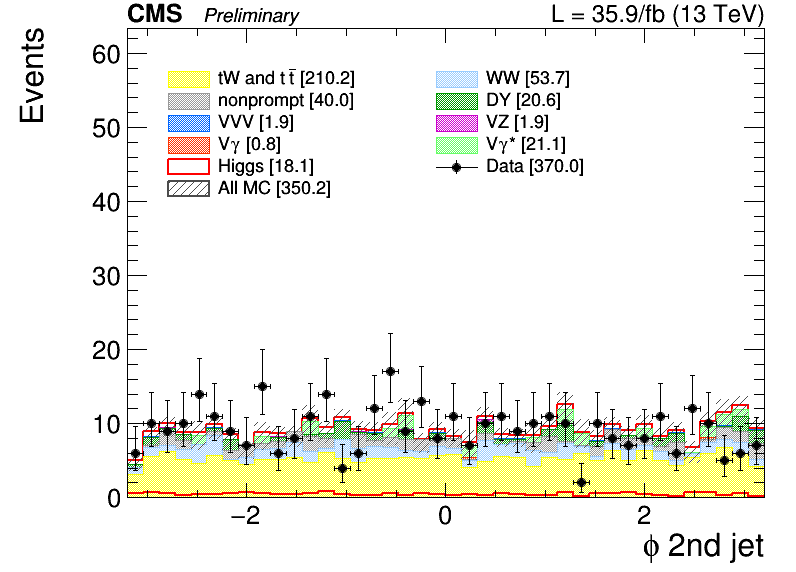 CMS Preliminary L = 35.9/fb (13 TeV)
Events
60
50
40
30
20
10
0
tW and t t̅ [210.2] WW [53.7]
nonprompt [40.0] DY [20.6]
VVV [1.9] VZ [1.9]
Vγ [0.8] Vγ* [21.1]
Higgs [18.1] Data [370.0]
All MC [350.2]
−2 0 2
ϕ 2nd jet